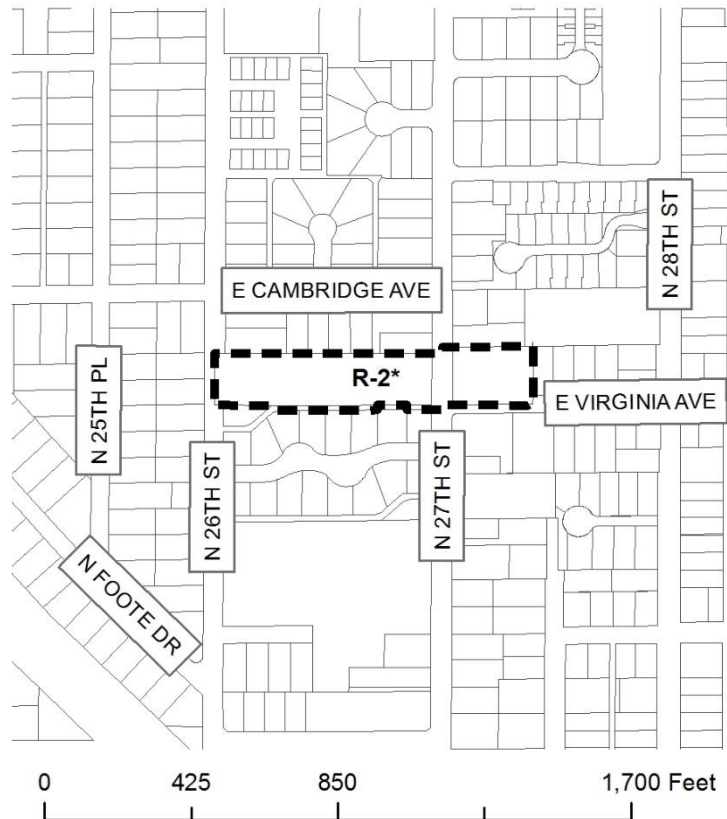 E CAMBRIDGE AVE
N 28TH ST
R-2*
N 25TH PL
E VIRGINIA AVE
N 26TH ST
N 27TH ST
N FOOTE DR
0 425 850 1,700 Feet